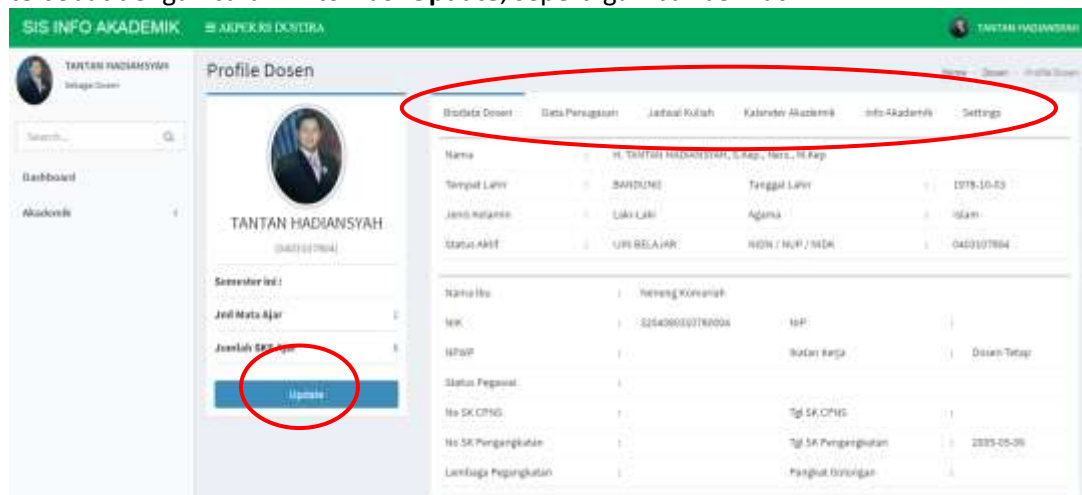 SIS INFO AKADEMIK ≡ AKPER RS DUSTIRA TANTAN HADIANSYAH
TANTAN HADIANSYAH
Sebagai Dosen
Profile Dosen
Home Dosen Profile Dosen
Search...
Dashboard
Akademik
TANTAN HADIANSYAH
Semester ini :
Jml Mata Ajar
Jumlah SKS Ajar
Update
Biodata Dosen Data Penugasan Jadwal Kuliah Kalender Akademik Info Akademik Settings
Nama : H. TANTAN HADIANSYAH, S.Kep., Ners., M.Kep
Tempat Lahir : BANDUNG Tanggal Lahir : 1978-10-03
Jenis Kelamin : Laki-Laki Agama : Islam
Status Aktif : IJIN BELAJAR NIDN / NUP / NIDK : 0403107804
Nama Ibu : Neneng Komariah
NIK : NIP :
NPWP : Ikatan Kerja : Dosen Tetap
Status Pegawai :
No SK CPNS : Tgl SK CPNS :
No SK Pengangkatan : Tgl SK Pengangkatan :
Lembaga Pegangkatan : Pangkat Golongan :